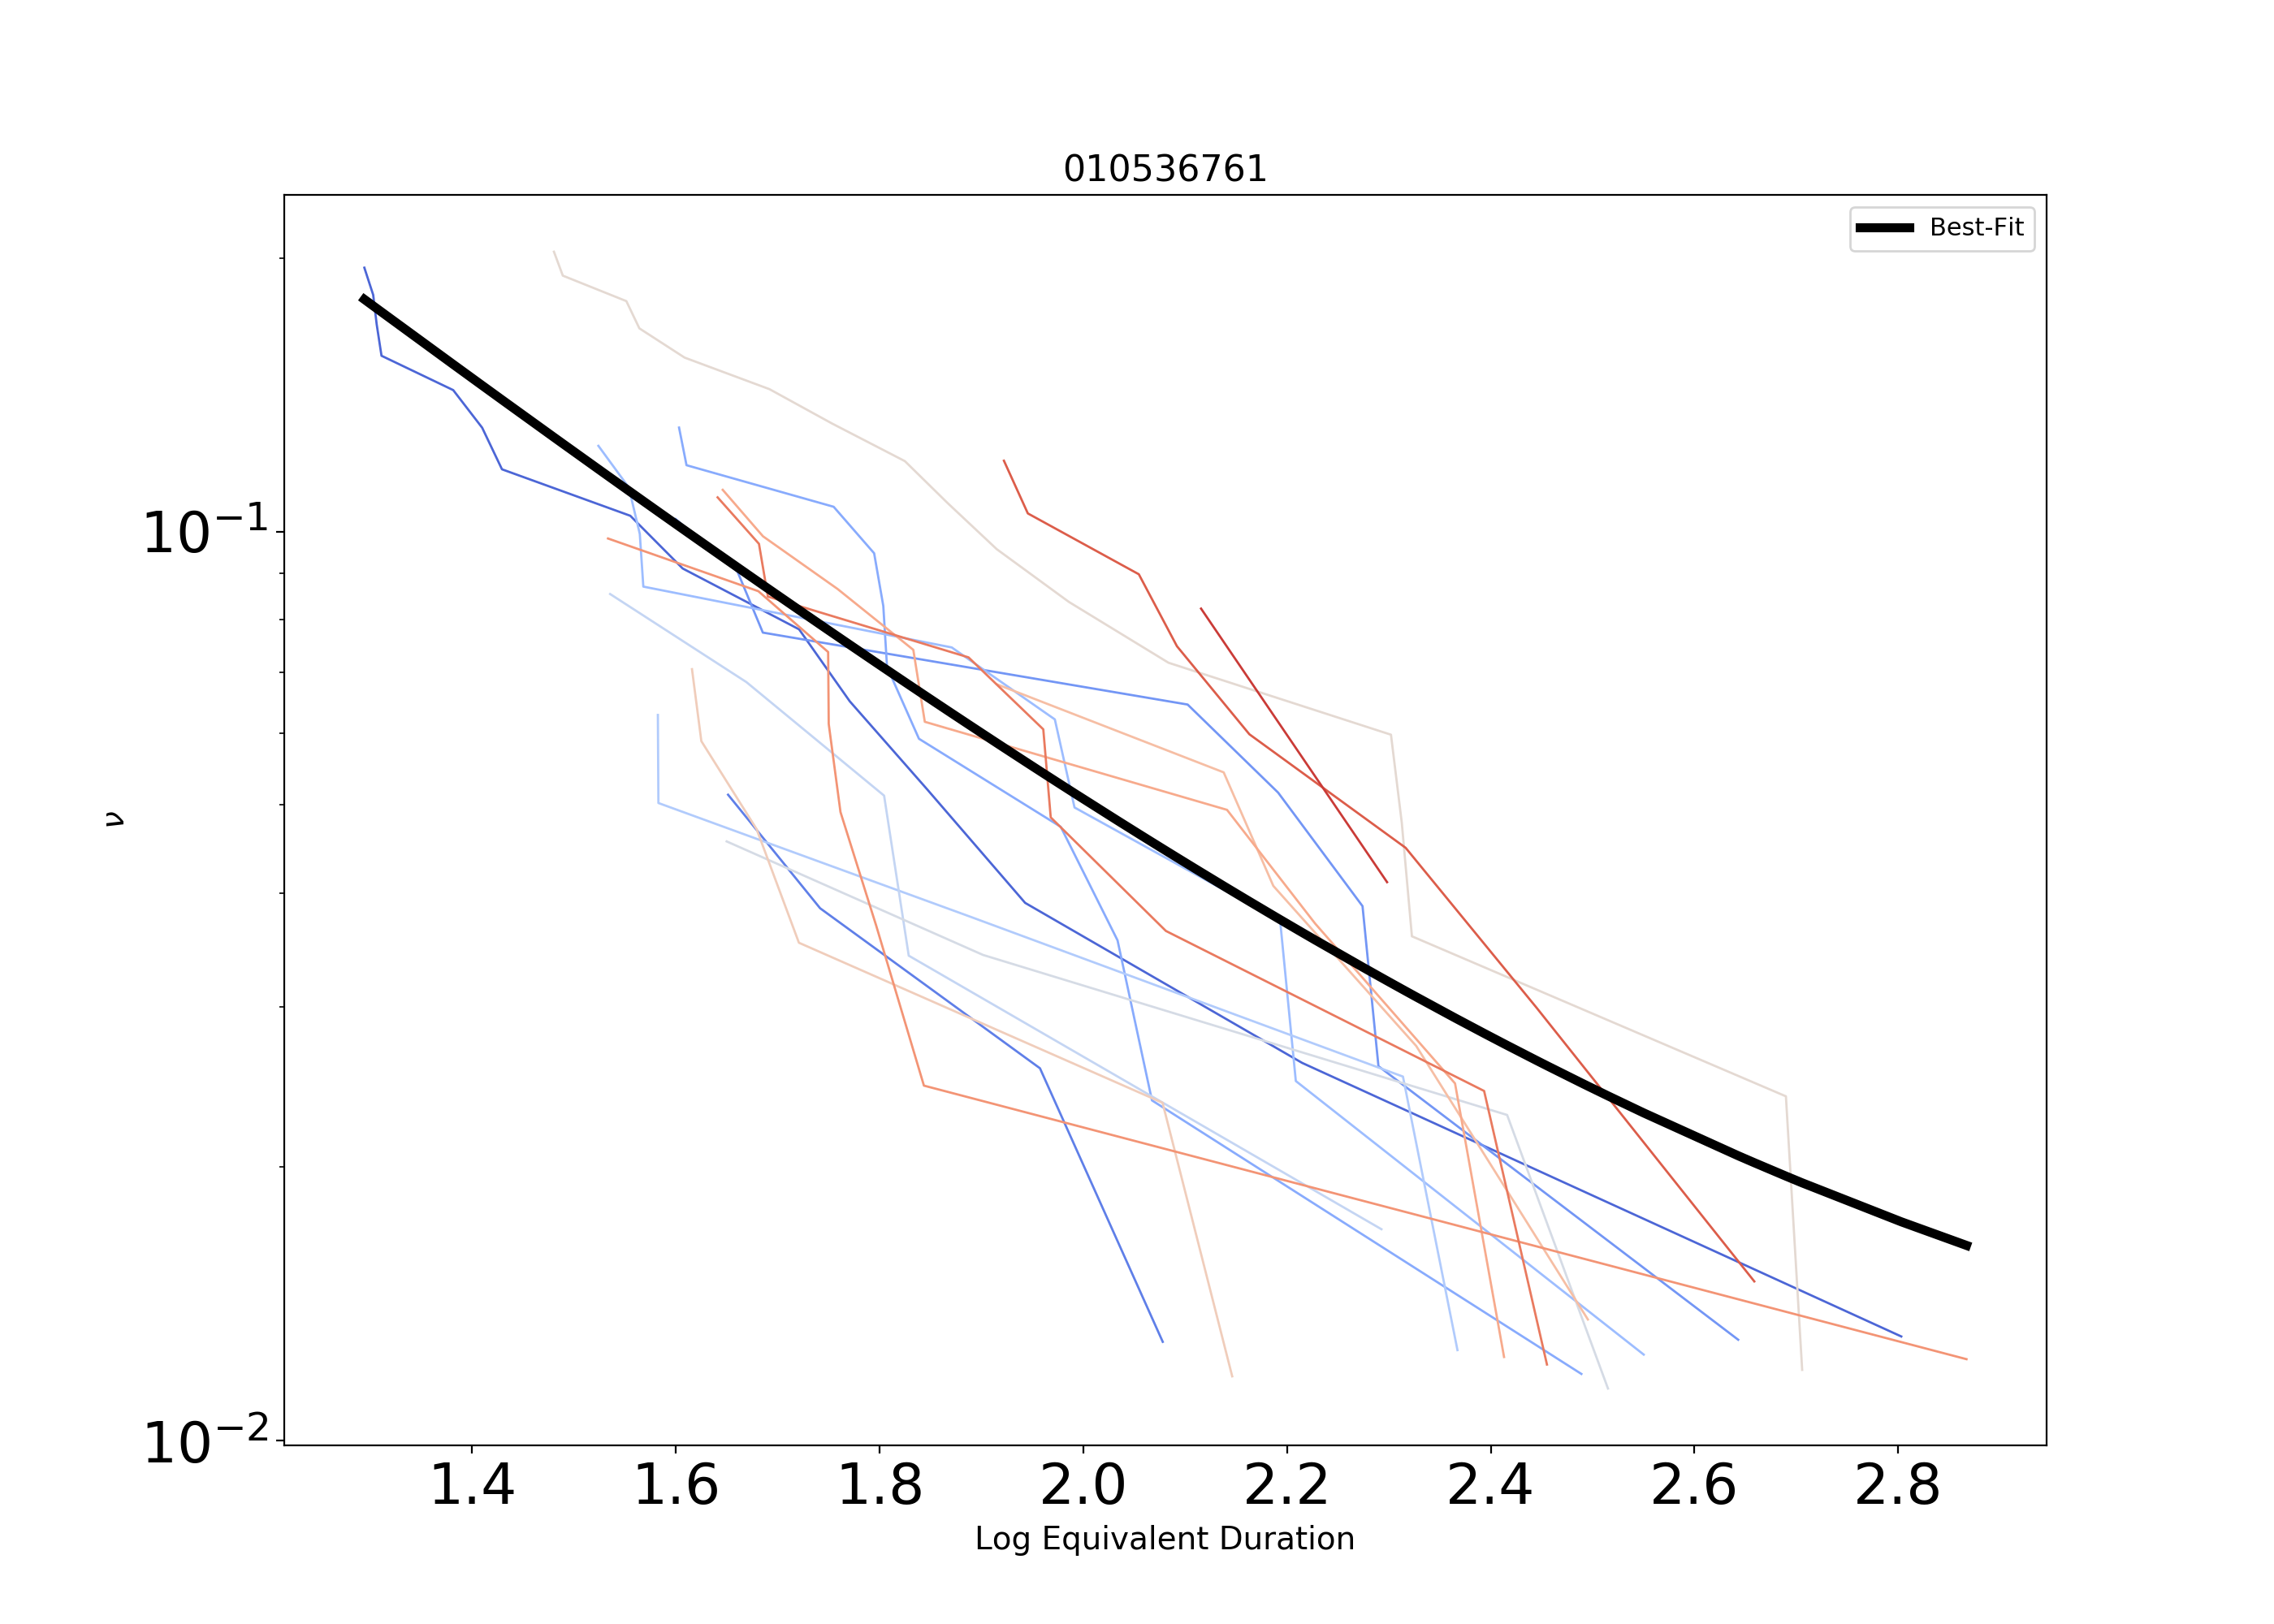 010536761
Best-Fit
10⁻¹
ν
10⁻²
1.4 1.6 1.8 2.0 2.2 2.4 2.6 2.8
Log Equivalent Duration